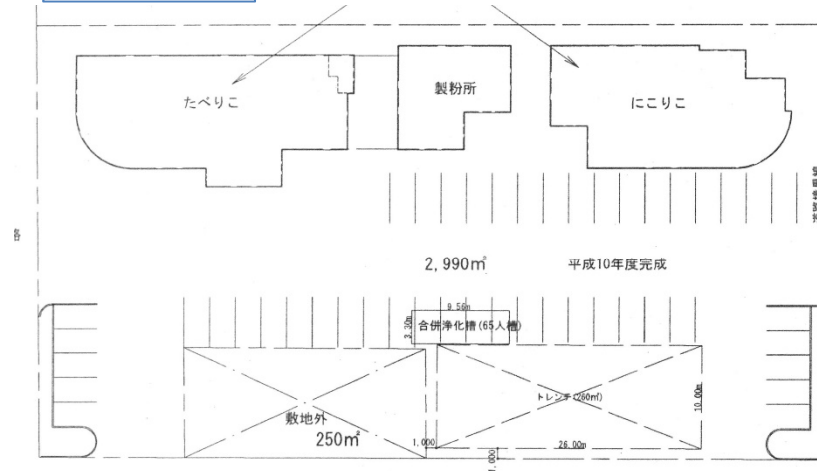 たべりこ
製粉所
にこりこ
路
2,990㎡
平成10年度完成
9.56m
3.30m
合併浄化槽(65人槽)
トレンチ(260㎡)
10.00m
敷地外
250㎡
1,000
26.00m
1,000